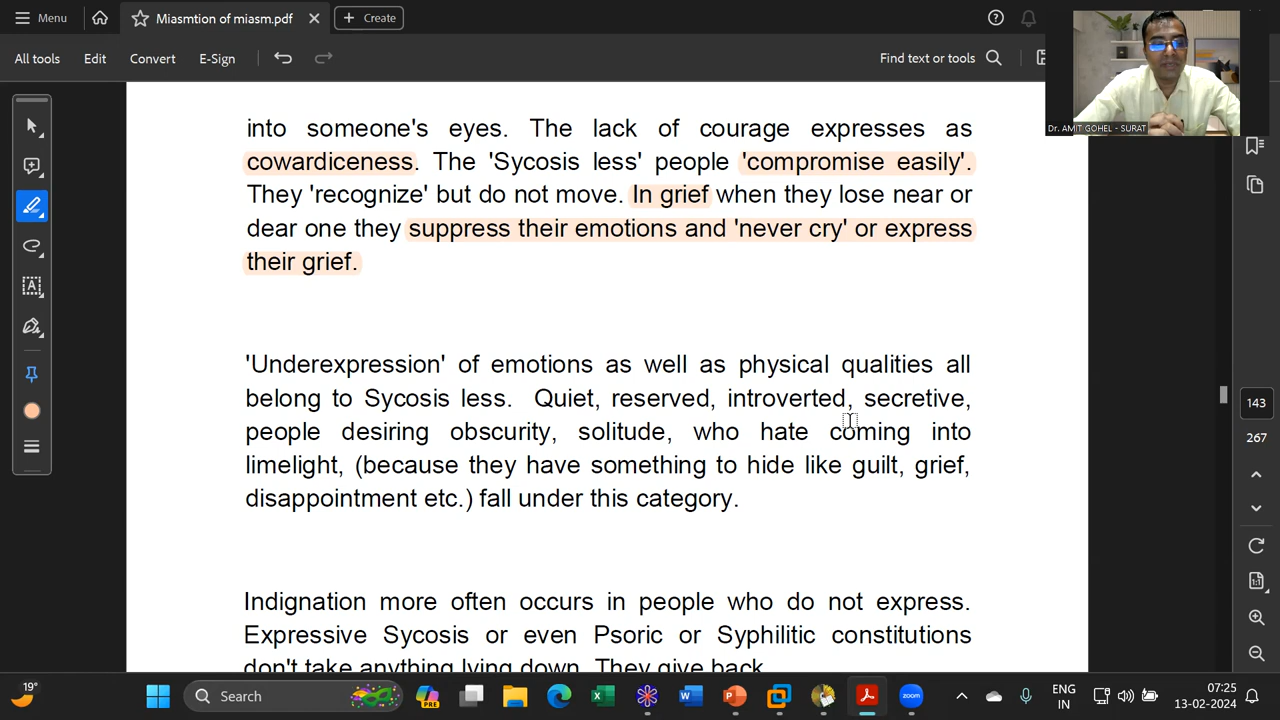 Menu
Miasmtion of miasm.pdf
Create
All tools
Edit
Convert
E-Sign
Find text or tools
Dr. AMIT GOHEL - SURAT
into someone's eyes. The lack of courage expresses as
cowardiceness. The 'Sycosis less' people 'compromise easily'.
They 'recognize' but do not move. In grief when they lose near or
dear one they suppress their emotions and 'never cry' or express
their grief.
'Underexpression' of emotions as well as physical qualities all
belong to Sycosis less. Quiet, reserved, introverted, secretive,
people desiring obscurity, solitude, who hate coming into
limelight, (because they have something to hide like guilt, grief,
disappointment etc.) fall under this category.
Indignation more often occurs in people who do not express.
Expressive Sycosis or even Psoric or Syphilitic constitutions
don't take anything lying down. They give back
143
267
19°
Search
PRE
zoom
ENG
IN
07:25
13-02-2024